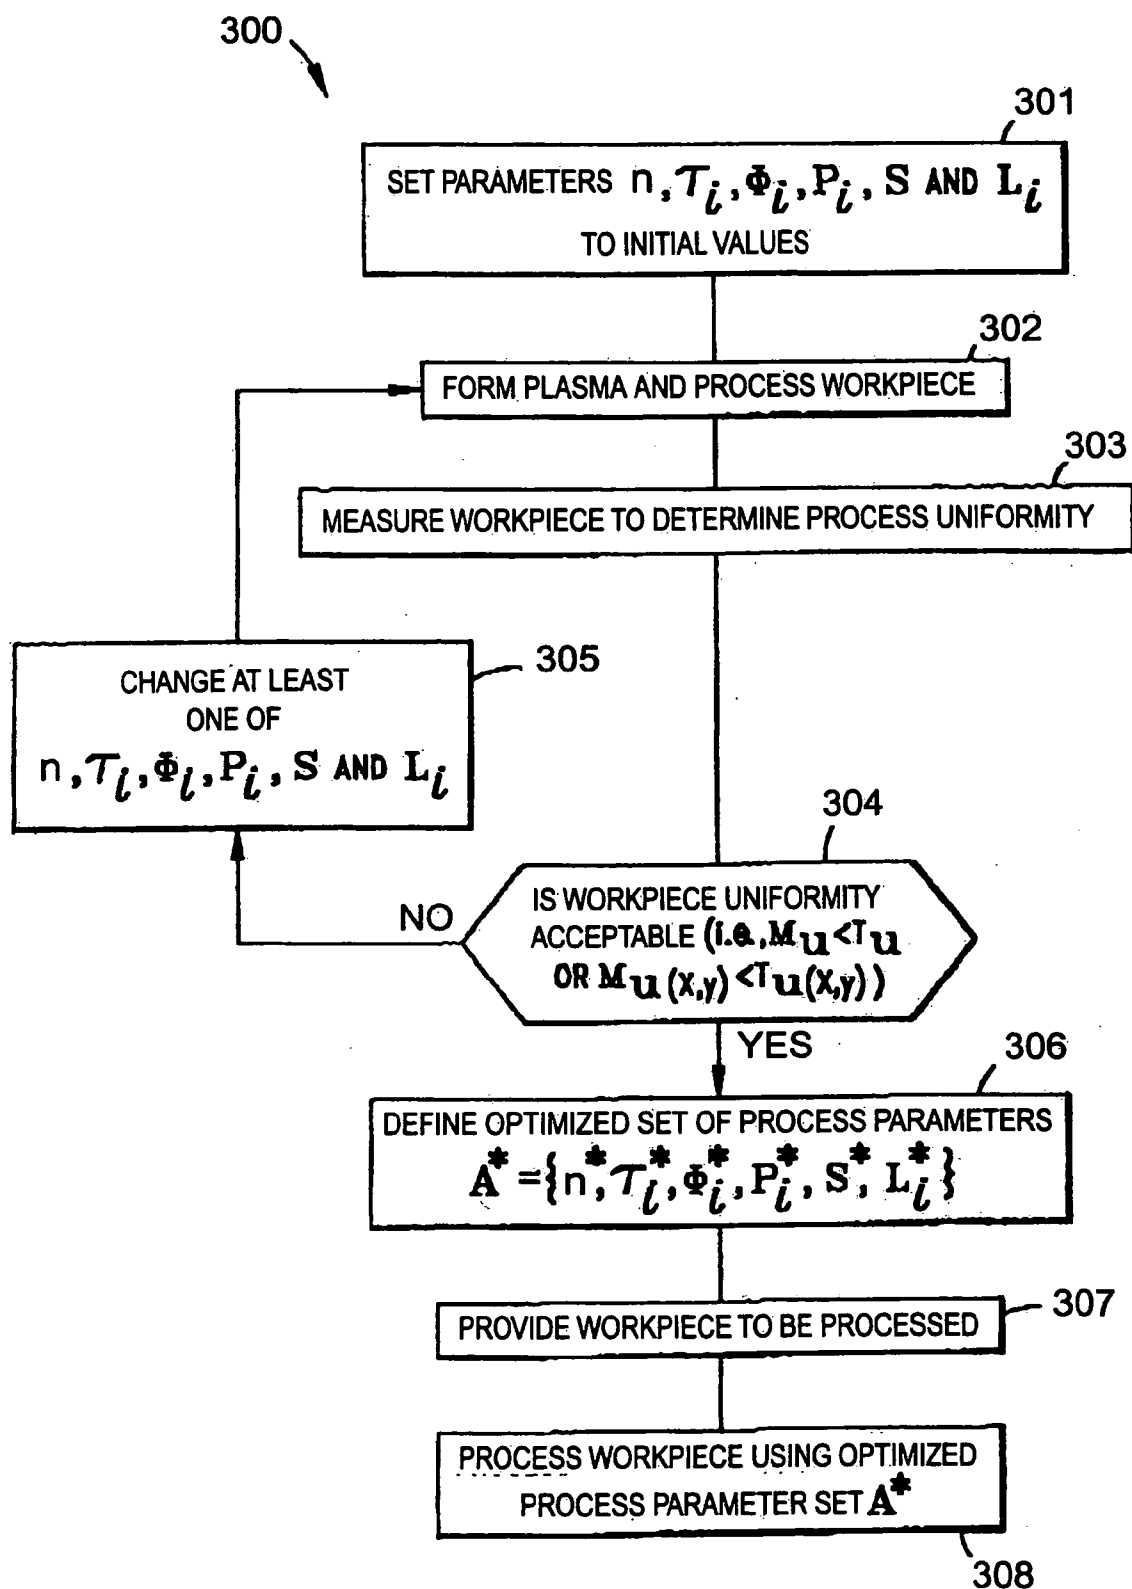 300
301
SET PARAMETERS n, τi, Φi, Pi, S AND Li
TO INITIAL VALUES
302
FORM PLASMA AND PROCESS WORKPIECE
303
MEASURE WORKPIECE TO DETERMINE PROCESS UNIFORMITY
305
CHANGE AT LEAST
ONE OF
n, τi, Φi, Pi, S AND Li
304
NO
IS WORKPIECE UNIFORMITY
ACCEPTABLE (i.e., Mu<Tu
OR Mu(x,y)<Tu(x,y))
YES
306
DEFINE OPTIMIZED SET OF PROCESS PARAMETERS
A* = {n*, τi*, Φi*, Pi*, S*, Li*}
307
PROVIDE WORKPIECE TO BE PROCESSED
PROCESS WORKPIECE USING OPTIMIZED
PROCESS PARAMETER SET A*
308